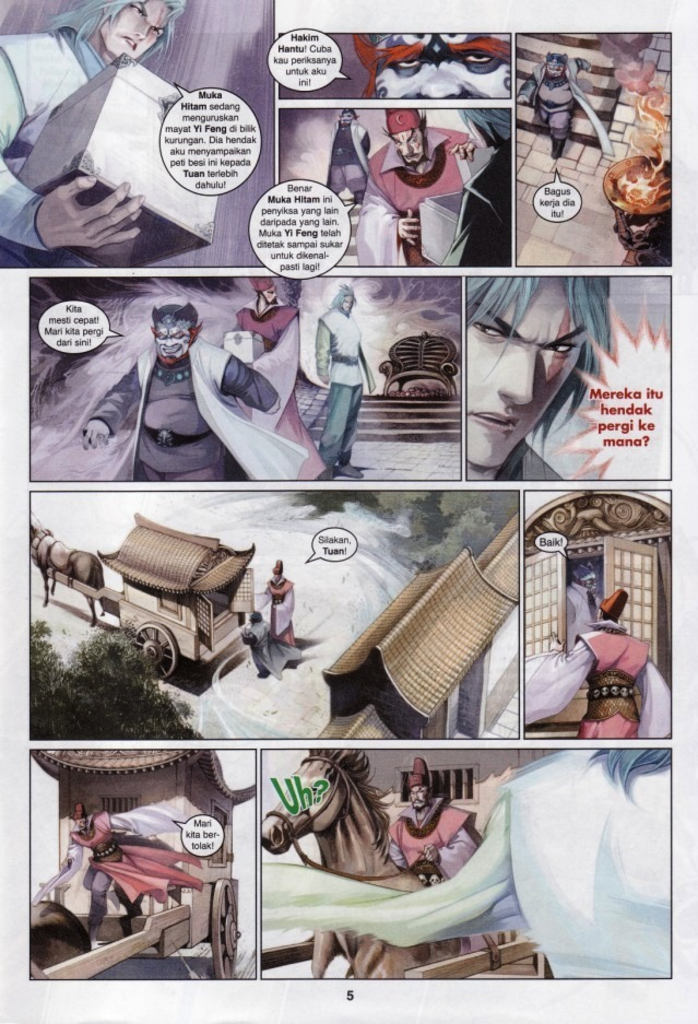 Muka
Hitam sedang
menguruskan
mayat Yi Feng di bilik
kurungan. Dia hendak
aku menyampaikan
peti besi ini kepada
Tuan terlebih
dahulu!
Hakim
Hantu! Cuba
kau periksanya
untuk aku
ini!
Benar
Muka Hitam ini
penyiksa yang lain
daripada yang lain.
Muka Yi Feng telah
ditetak sampai sukar
untuk dikenal-
pasti lagi!
Bagus
kerja dia
itu!
Kita
mesti cepat!
Mari kita pergi
dari sini!
Mereka itu
hendak
pergi ke
mana?
Silakan,
Tuan!
Baik!
Mari
kita ber-
tolak!
Uh?
5